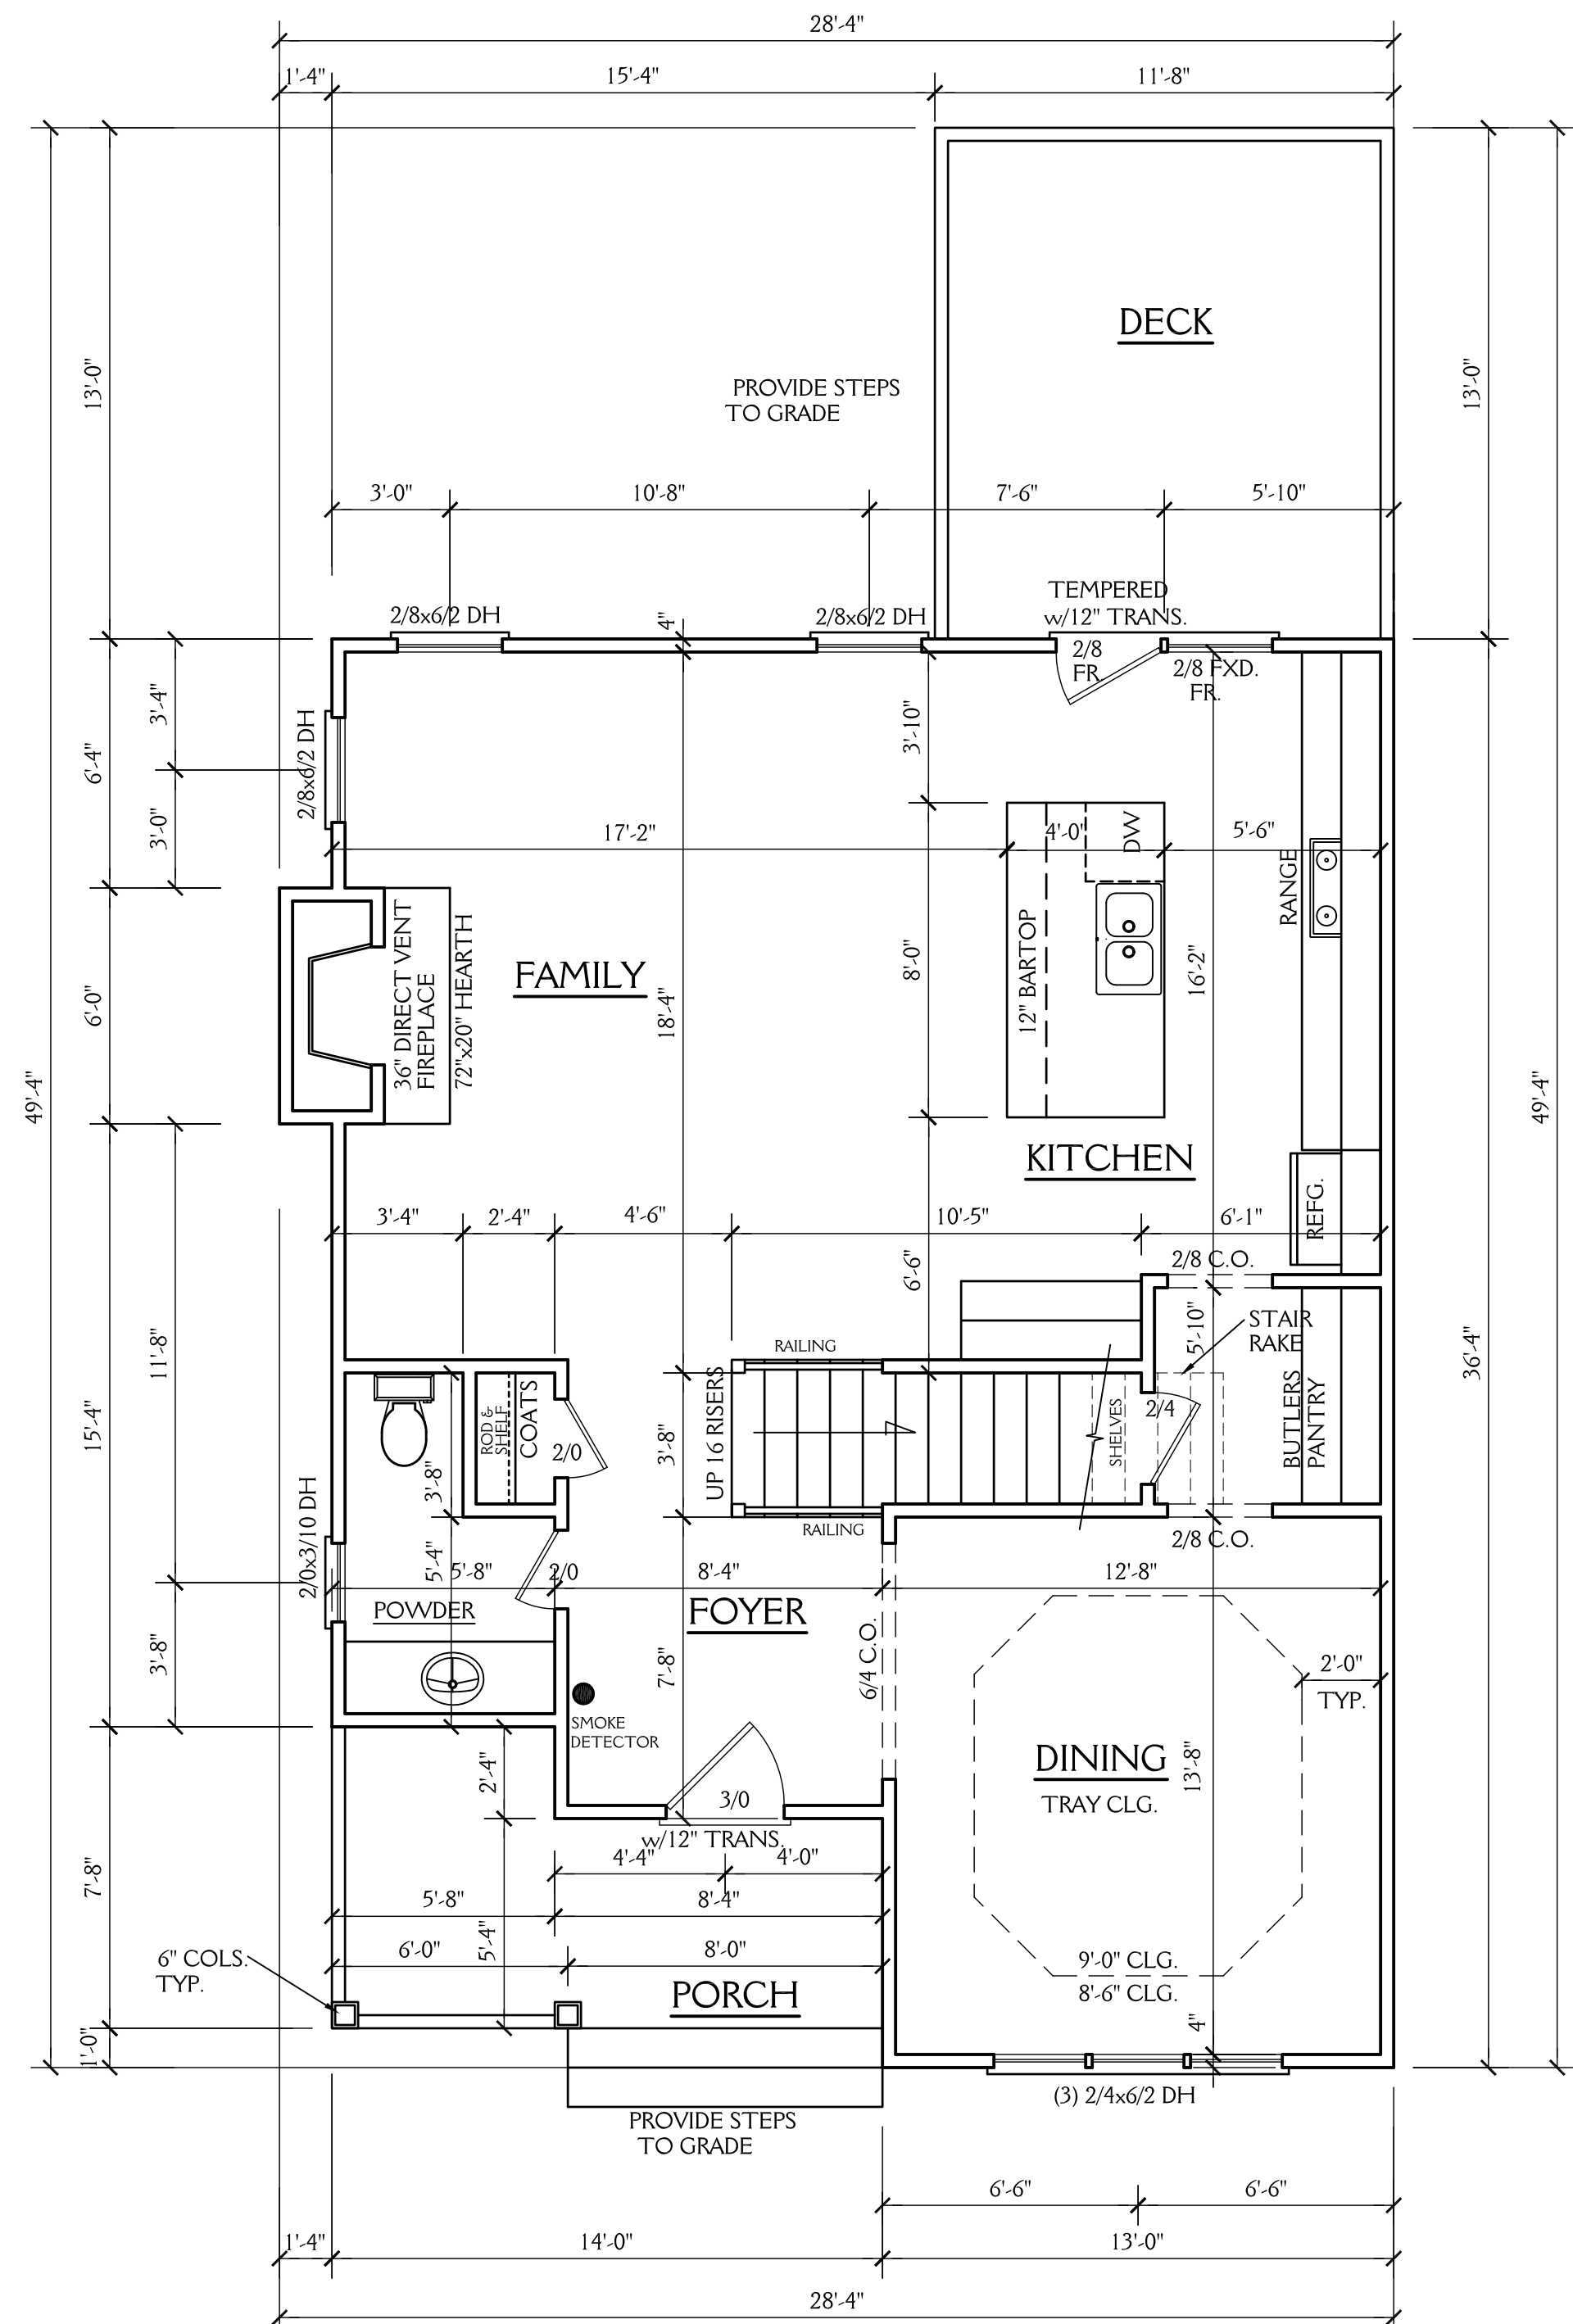 28'-4"
1'-4"
15'-4"
11'-8"
DECK
13'-0"
13'-0"
PROVIDE STEPS
TO GRADE
3'-0"
10'-8"
7'-6"
5'-10"
2/8x6/2 DH
4"
2/8x6/2 DH
TEMPERED
w/12" TRANS.
2/8
FR.
2/8 FXD.
FR.
3'-4"
6'-4"
3'-0"
2/8x6/2 DH
3'-10"
17'-2"
4'-0"
DW
5'-6"
RANGE
36" DIRECT VENT
FIREPLACE
72"x20" HEARTH
FAMILY
18'-4"
8'-0"
12" BARTOP
16'-2"
6'-0"
49'-4"
49'-4"
KITCHEN
REFG.
3'-4"
2'-4"
4'-6"
10'-5"
6'-1"
6'-6"
2/8 C.O.
5'-10"
STAIR
RAKE
36'-4"
11'-8"
15'-4"
RAILING
UP 16 RISERS
ROD &
SHELF
COATS
2/0
3'-8"
3'-8"
SHELVES
2/4
BUTLERS
PANTRY
RAILING
2/8 C.O.
2/0x3/10 DH
5'-4"
5'-8"
2/0
8'-4"
12'-8"
POWDER
FOYER
6/4 C.O.
3'-8"
7'-8"
2'-0"
TYP.
SMOKE
DETECTOR
2'-4"
DINING
13'-8"
TRAY CLG.
3/0
w/12" TRANS.
4'-4"
4'-0"
7'-8"
5'-8"
8'-4"
5'-4"
6'-0"
8'-0"
6" COLS.
TYP.
PORCH
9'-0" CLG.
8'-6" CLG.
4"
1'-0"
(3) 2/4x6/2 DH
PROVIDE STEPS
TO GRADE
6'-6"
6'-6"
1'-4"
14'-0"
13'-0"
28'-4"